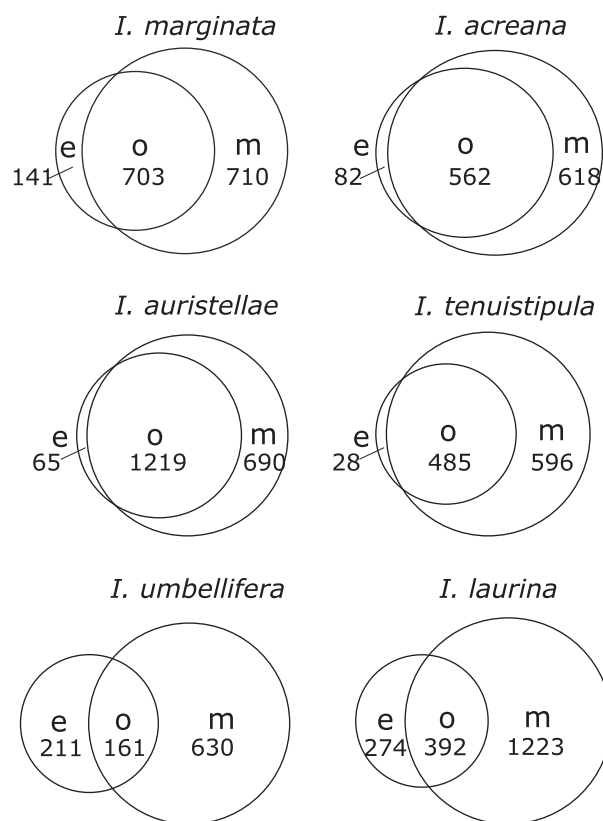 I. marginata
e o m
141 703 710
I. acreana
e o m
82 562 618
I. auristellae
e o m
65 1219 690
I. tenuistipula
e o m
28 485 596
I. umbellifera
e o m
211 161 630
I. laurina
e o m
274 392 1223